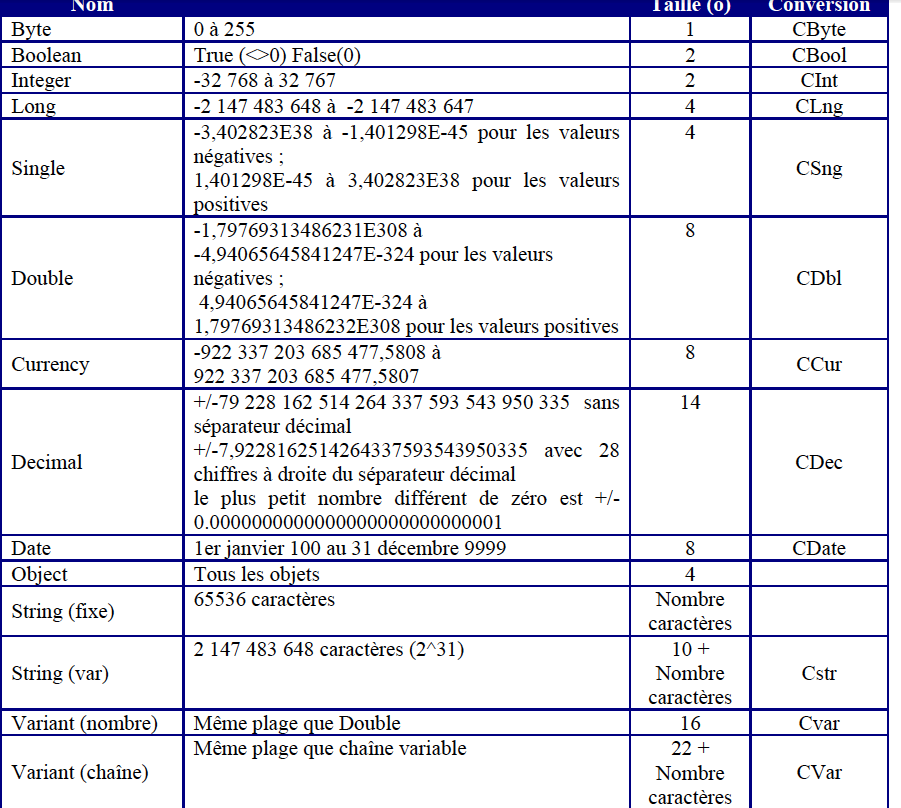 Nom Taille (o) Conversion
Byte 0 à 255 1 CByte
Boolean True (<>0) False(0) 2 CBool
Integer -32 768 à 32 767 2 CInt
Long -2 147 483 648 à -2 147 483 647 4 CLng
Single
-3,402823E38 à -1,401298E-45 pour les valeurs
négatives ;
1,401298E-45 à 3,402823E38 pour les valeurs
positives
4
CSng
Double
-1,79769313486231E308 à
-4,94065645841247E-324 pour les valeurs
négatives ;
4,94065645841247E-324 à
1,79769313486232E308 pour les valeurs positives
8
CDbl
Currency
-922 337 203 685 477,5808 à
922 337 203 685 477,5807
8
CCur
Decimal
+/-79 228 162 514 264 337 593 543 950 335 sans
séparateur décimal
+/-7,9228162514264337593543950335 avec 28
chiffres à droite du séparateur décimal
le plus petit nombre différent de zéro est +/-
0.0000000000000000000000000001
14
CDec
Date 1er janvier 100 au 31 décembre 9999 8 CDate
Object Tous les objets 4
String (fixe)
65536 caractères
Nombre
caractères
String (var)
2 147 483 648 caractères (2^31)
10 +
Nombre
caractères
Cstr
Variant (nombre) Même plage que Double 16 Cvar
Variant (chaîne)
Même plage que chaîne variable
22 +
Nombre
caractères
CVar